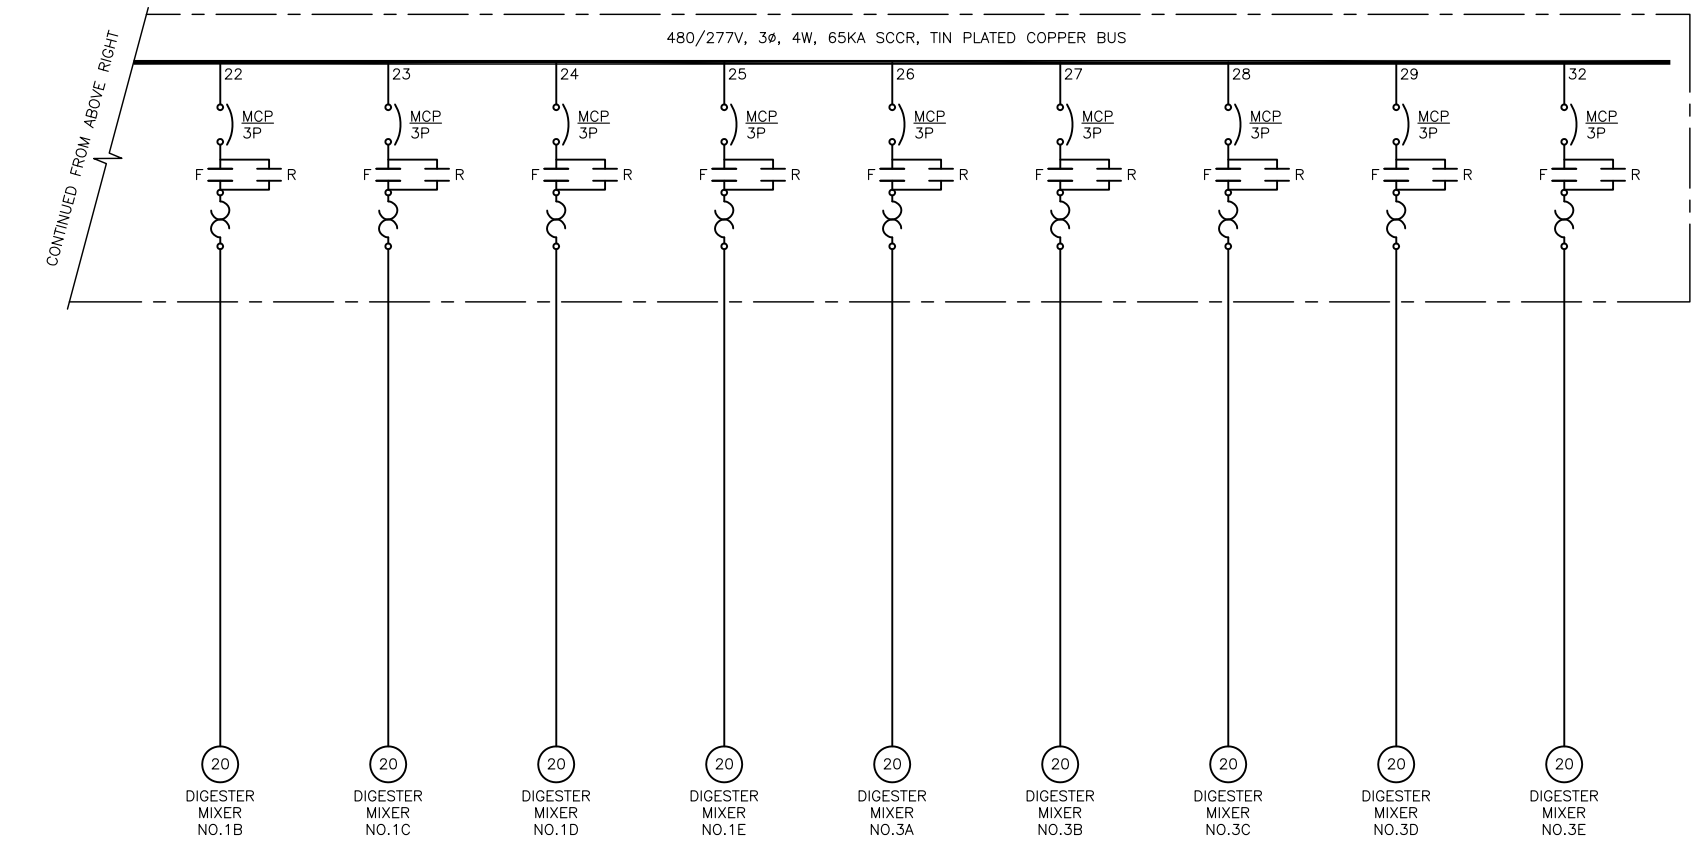 480/277V, 3ø, 4W, 65KA SCCR, TIN PLATED COPPER BUS
CONTINUED FROM ABOVE RIGHT
22
MCP
3P
F
R
20
DIGESTER
MIXER
NO.1B
23
MCP
3P
F
R
20
DIGESTER
MIXER
NO.1C
24
MCP
3P
F
R
20
DIGESTER
MIXER
NO.1D
25
MCP
3P
F
R
20
DIGESTER
MIXER
NO.1E
26
MCP
3P
F
R
20
DIGESTER
MIXER
NO.3A
27
MCP
3P
F
R
20
DIGESTER
MIXER
NO.3B
28
MCP
3P
F
R
20
DIGESTER
MIXER
NO.3C
29
MCP
3P
F
R
20
DIGESTER
MIXER
NO.3D
32
MCP
3P
F
R
20
DIGESTER
MIXER
NO.3E